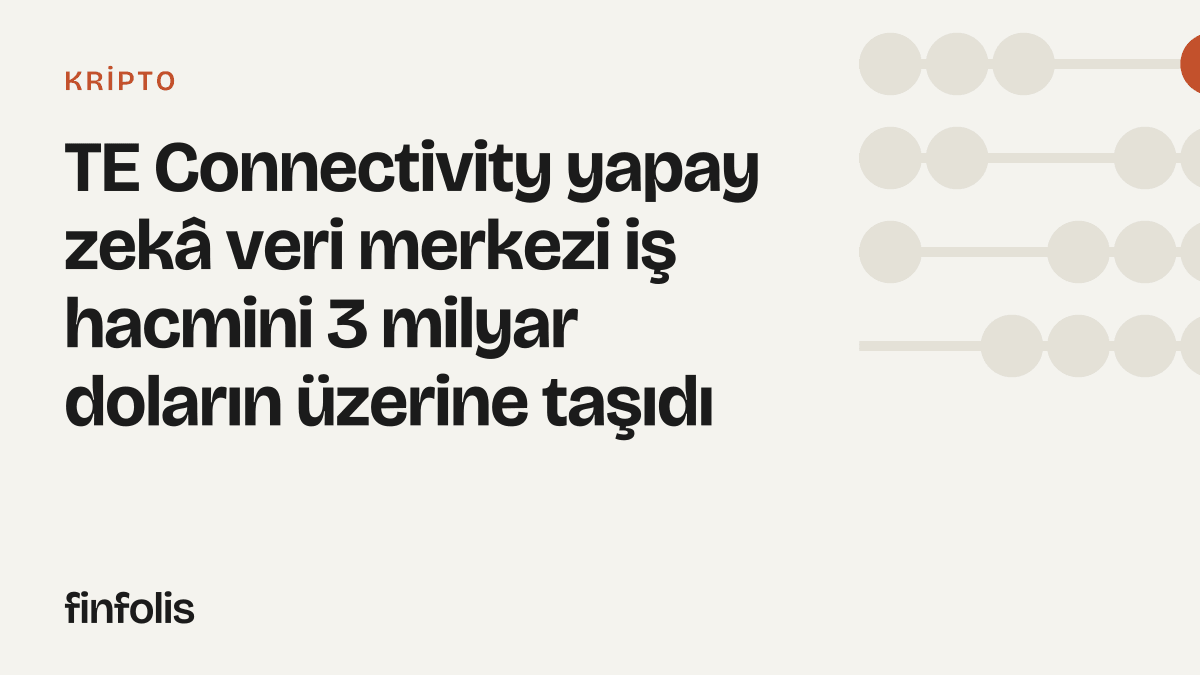 KRİPTO
TE Connectivity yapay
zekâ veri merkezi iş
hacmini 3 milyar
doların üzerine taşıdı
finfolis